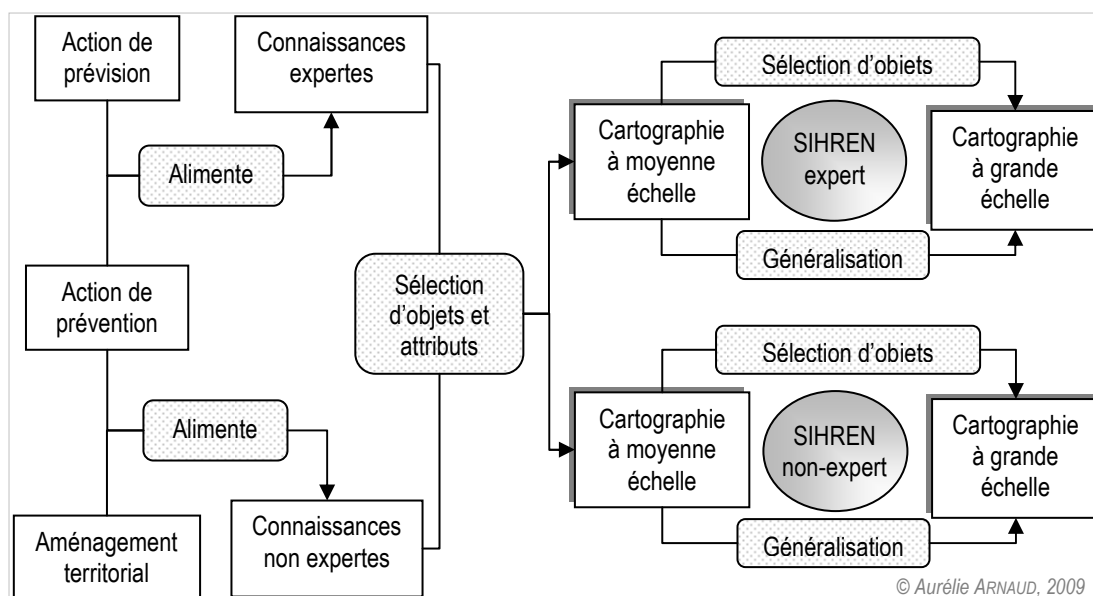 Action de
prévision
Connaissances
expertes
Alimente
Action de
prévention
Alimente
Aménagement
territorial
Connaissances
non expertes
Sélection
d'objets et
attributs
Sélection d'obiets
Cartographie
à moyenne
échelle
SIHREN
expert
Cartographie
à grande
échelle
Généralisation
Sélection d'obiets
Cartographie
à moyenne
échelle
SIHREN
non-expert
Cartographie
à grande
échelle
Généralisation
© Aurélie ARNAUD, 2009